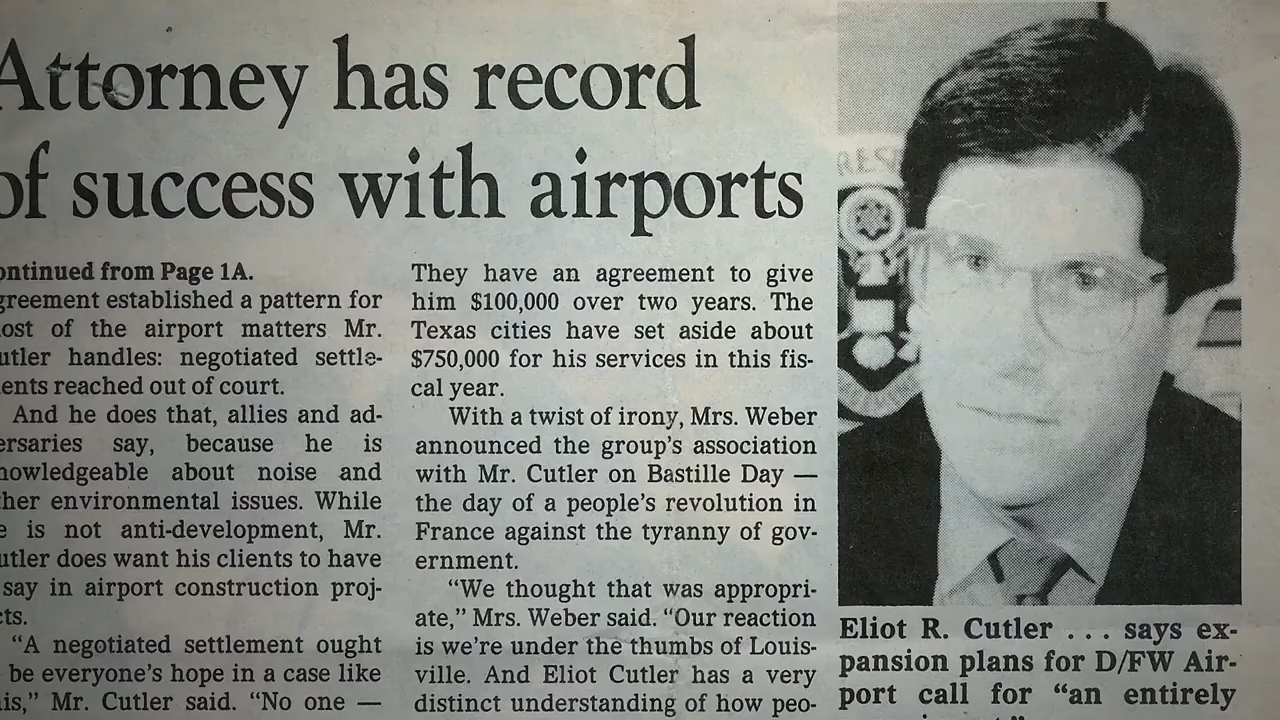 Attorney has record
of success with airports
ontinued from Page 1A.
greement established a pattern for
ost of the airport matters Mr.
utler handles: negotiated settle-
ents reached out of court.
And he does that, allies and ad-
ersaries say, because he is
nowledgeable about noise and
her environmental issues. While
e is not anti-development, Mr.
utler does want his clients to have
say in airport construction proj-
cts.
“A negotiated settlement ought
be everyone’s hope in a case like
is,” Mr. Cutler said. “No one —
They have an agreement to give
him $100,000 over two years. The
Texas cities have set aside about
$750,000 for his services in this fis-
cal year.
With a twist of irony, Mrs. Weber
announced the group’s association
with Mr. Cutler on Bastille Day —
the day of a people’s revolution in
France against the tyranny of gov-
ernment.
“We thought that was appropri-
ate,” Mrs. Weber said. “Our reaction
is we’re under the thumbs of Louis-
ville. And Eliot Cutler has a very
distinct understanding of how peo-
RES
Eliot R. Cutler . . . says ex-
pansion plans for D/FW Air-
port call for “an entirely